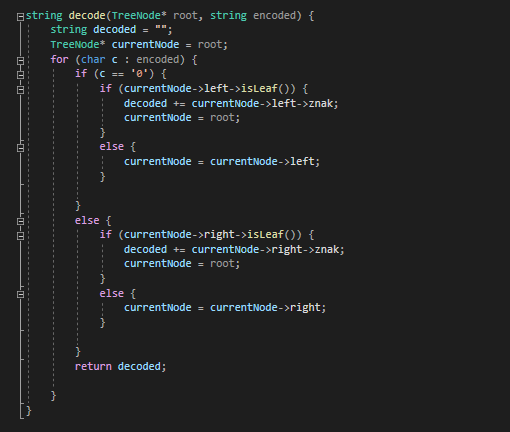 string decode(TreeNode* root, string encoded) {
    string decoded = "";
    TreeNode* currentNode = root;
    for (char c : encoded) {
        if (c == '0') {
            if (currentNode->left->isLeaf()) {
                decoded += currentNode->left->znak;
                currentNode = root;
            }
            else {
                currentNode = currentNode->left;
            }
        }
        else {
            if (currentNode->right->isLeaf()) {
                decoded += currentNode->right->znak;
                currentNode = root;
            }
            else {
                currentNode = currentNode->right;
            }
        }
        return decoded;
    }
}